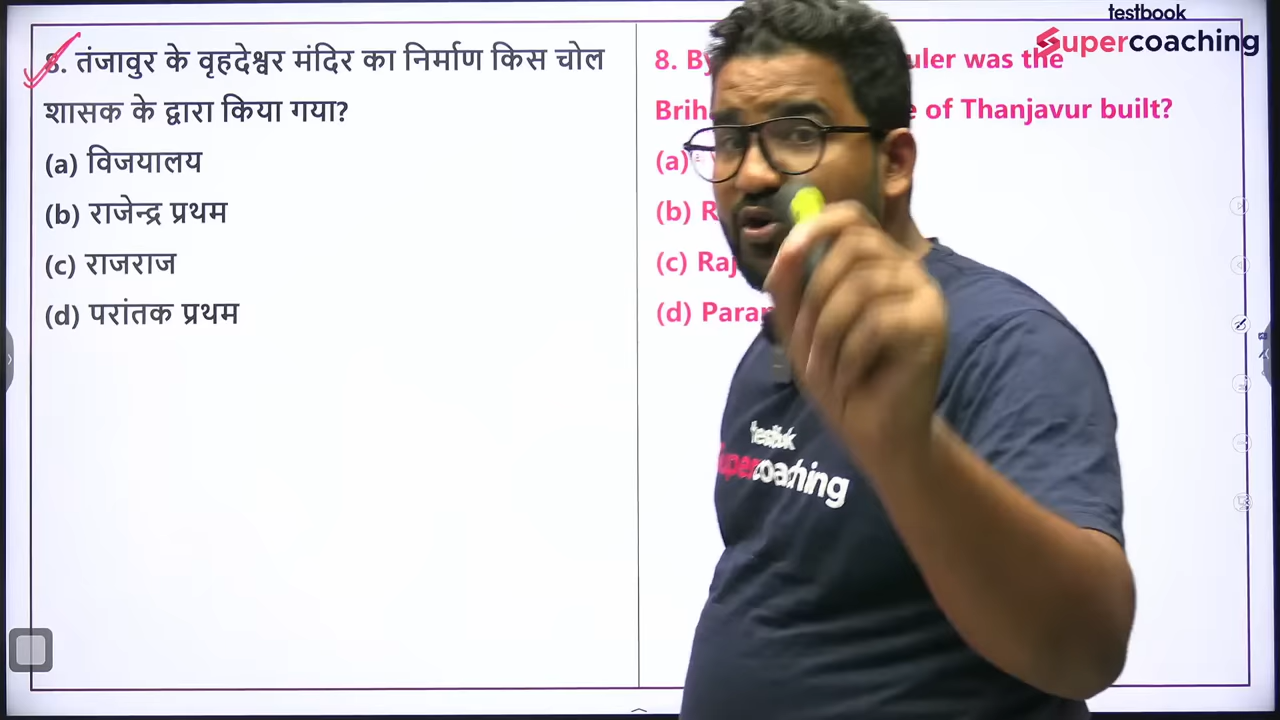 testbook
Supercoaching
8. तंजावुर के वृहदेश्वर मंदिर का निर्माण किस चोल
शासक के द्वारा किया गया?
(a) विजयालय
(b) राजेन्द्र प्रथम
(c) राजराज
(d) परांतक प्रथम
8. By uler was the
Brih e of Thanjavur built?
(a)
(b) R
(c) Raj
(d) Paran
testbook
Supercoaching